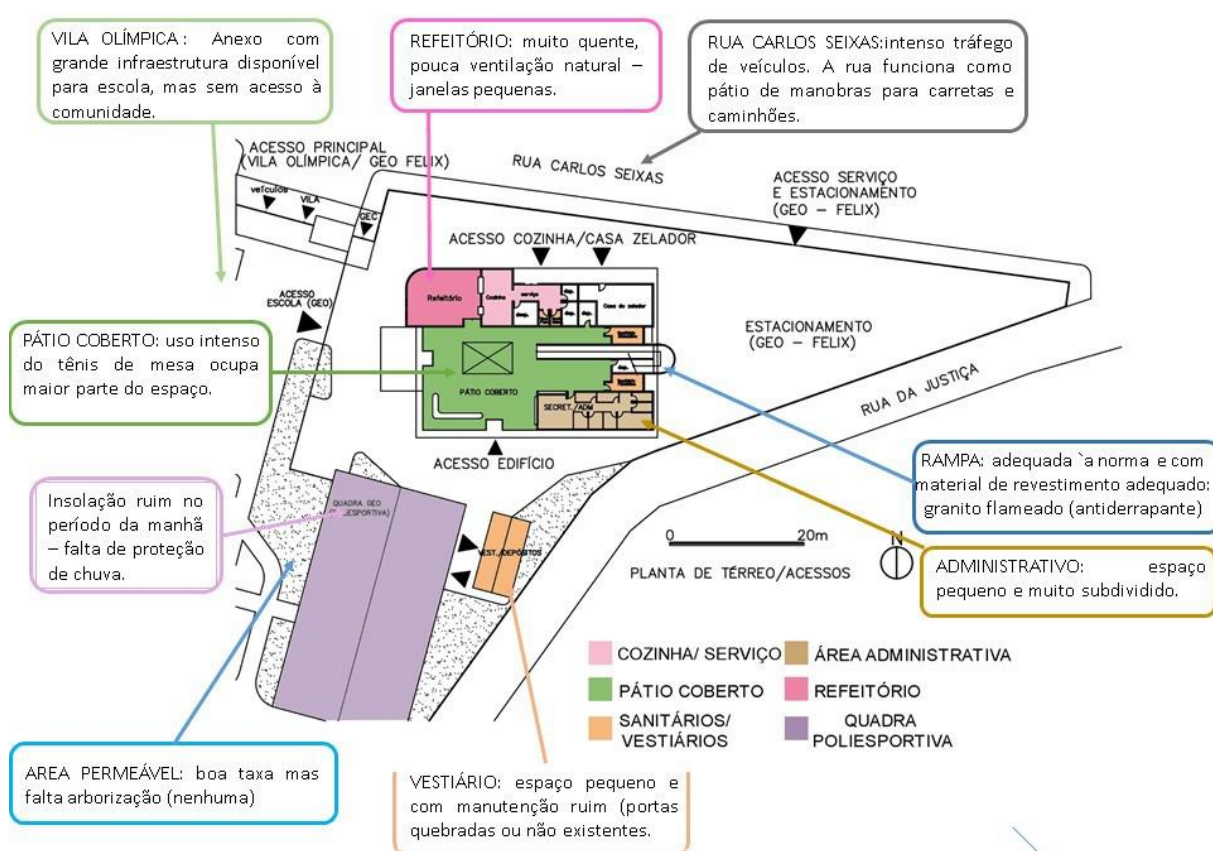 VILA OLÍMPICA : Anexo com
grande infraestrutura disponível
para escola, mas sem acesso à
comunidade.
REFEITÓRIO: muito quente,
pouca ventilação natural –
janelas pequenas.
RUA CARLOS SEIXAS:intenso tráfego
de veículos. A rua funciona como
pátio de manobras para carretas e
caminhões.
ACESSO PRINCIPAL
(VILA OLÍMPICA/ GEO FELIX)
veículos
VILA
GEC
RUA CARLOS SEIXAS
ACESSO SERVIÇO
E ESTACIONAMENTO
(GEO – FELIX)
ACESSO COZINHA/CASA ZELADOR
ACESSO
ESCOLA (GEO)
Refeitório
Cozinha
serviço
desp.
dep.
dep.
dep.
Casa do zelador
PÁTIO COBERTO: uso intenso
do tênis de mesa ocupa
maior parte do espaço.
ESTACIONAMENTO
(GEO – FELIX)
PÁTIO COBERTO
dep.
SECRET./ADM
RUA DA JUSTIÇA
ACESSO EDIFÍCIO
RAMPA: adequada `a norma e com
material de revestimento adequado:
granito flameado (antiderrapante)
Insolação ruim no
período da manhã
– falta de proteção
de chuva.
QUADRA GEO
(POLIESPORTIVA)
VEST./DEPÓSITOS
0 20m
N
PLANTA DE TÉRREO/ACESSOS
ADMINISTRATIVO: espaço
pequeno e muito subdividido.
COZINHA/ SERVIÇO
ÁREA ADMINISTRATIVA
PÁTIO COBERTO
REFEITÓRIO
SANITÁRIOS/
VESTIÁRIOS
QUADRA
POLIESPORTIVA
AREA PERMEÁVEL: boa taxa mas
falta arborização (nenhuma)
VESTIÁRIO: espaço pequeno e
com manutenção ruim (portas
quebradas ou não existentes.